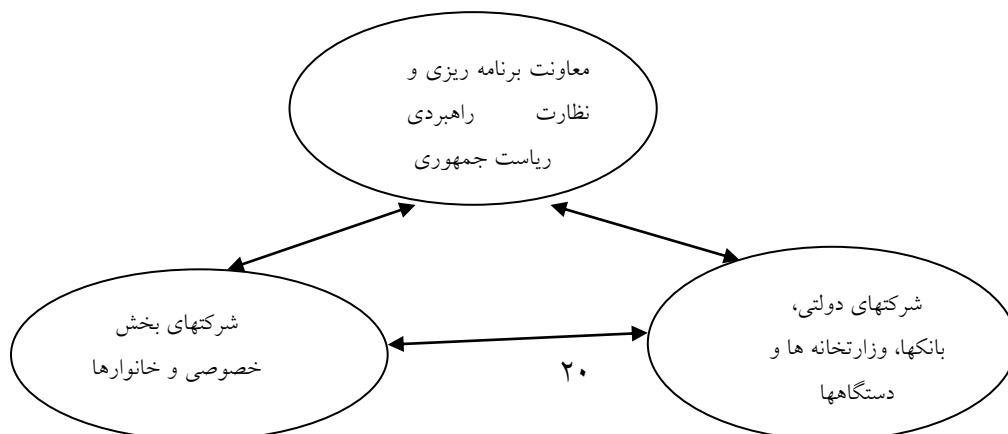 معاونت برنامه ریزی و
نظارت راهبردی
ریاست جمهوری
شرکتهای دولتی،
بانکها، وزارتخانه ها و
دستگاهها
شرکتهای بخش
خصوصی و خانوارها
۲۰